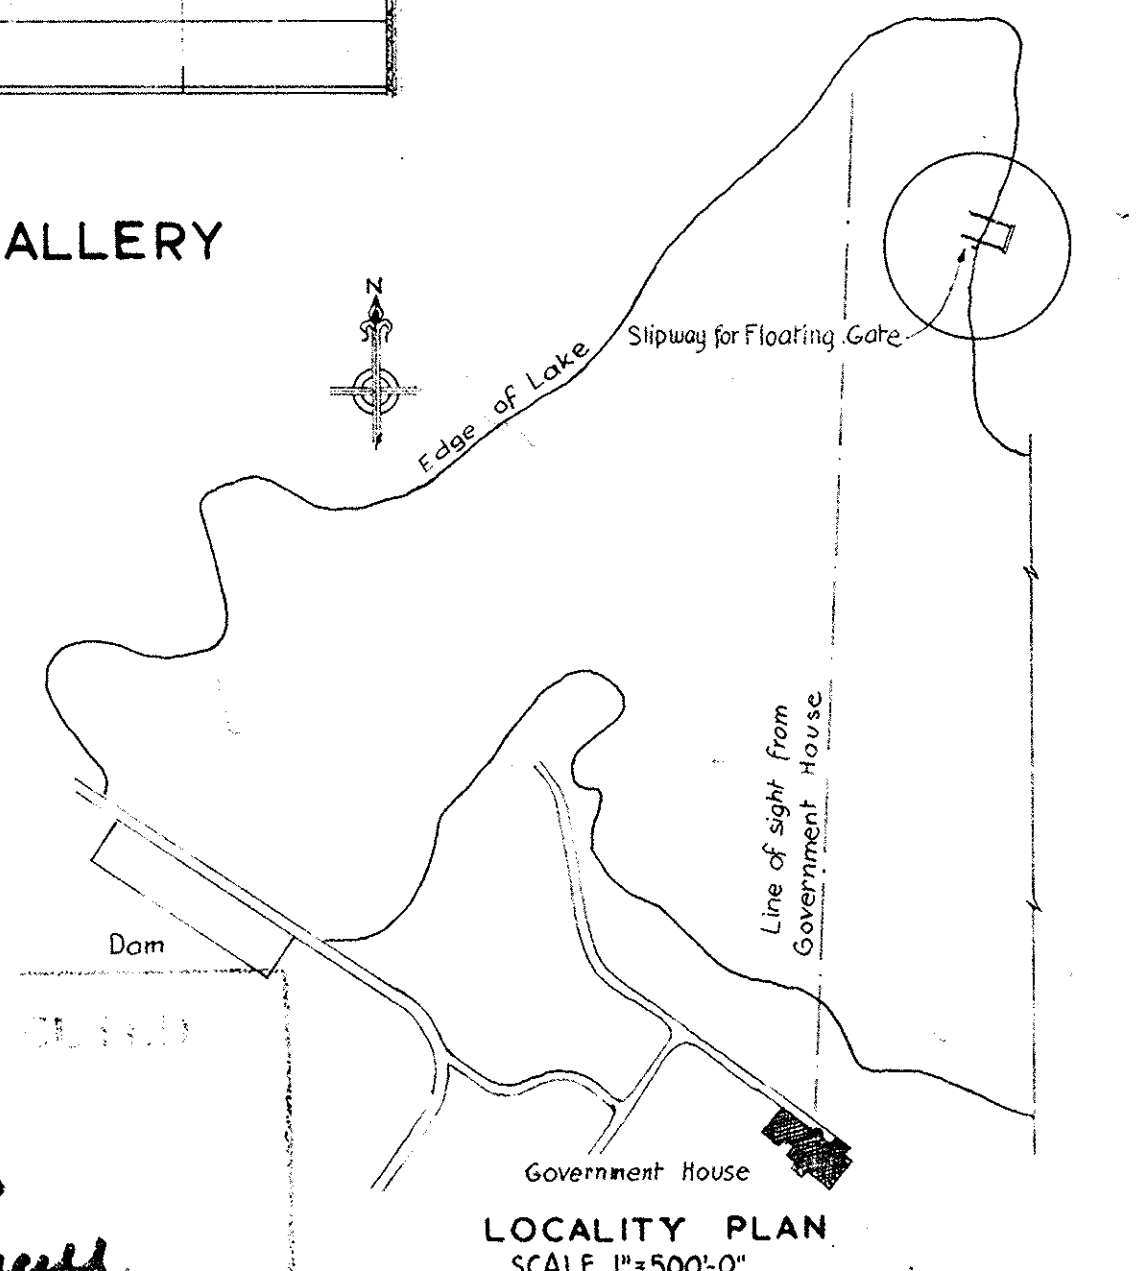 ALLERY
N
Slipway for Floating Gate
Edge of Lake
Line of sight from
Government House
Dam
Government House
LOCALITY PLAN
SCALE 1"=500'-0"